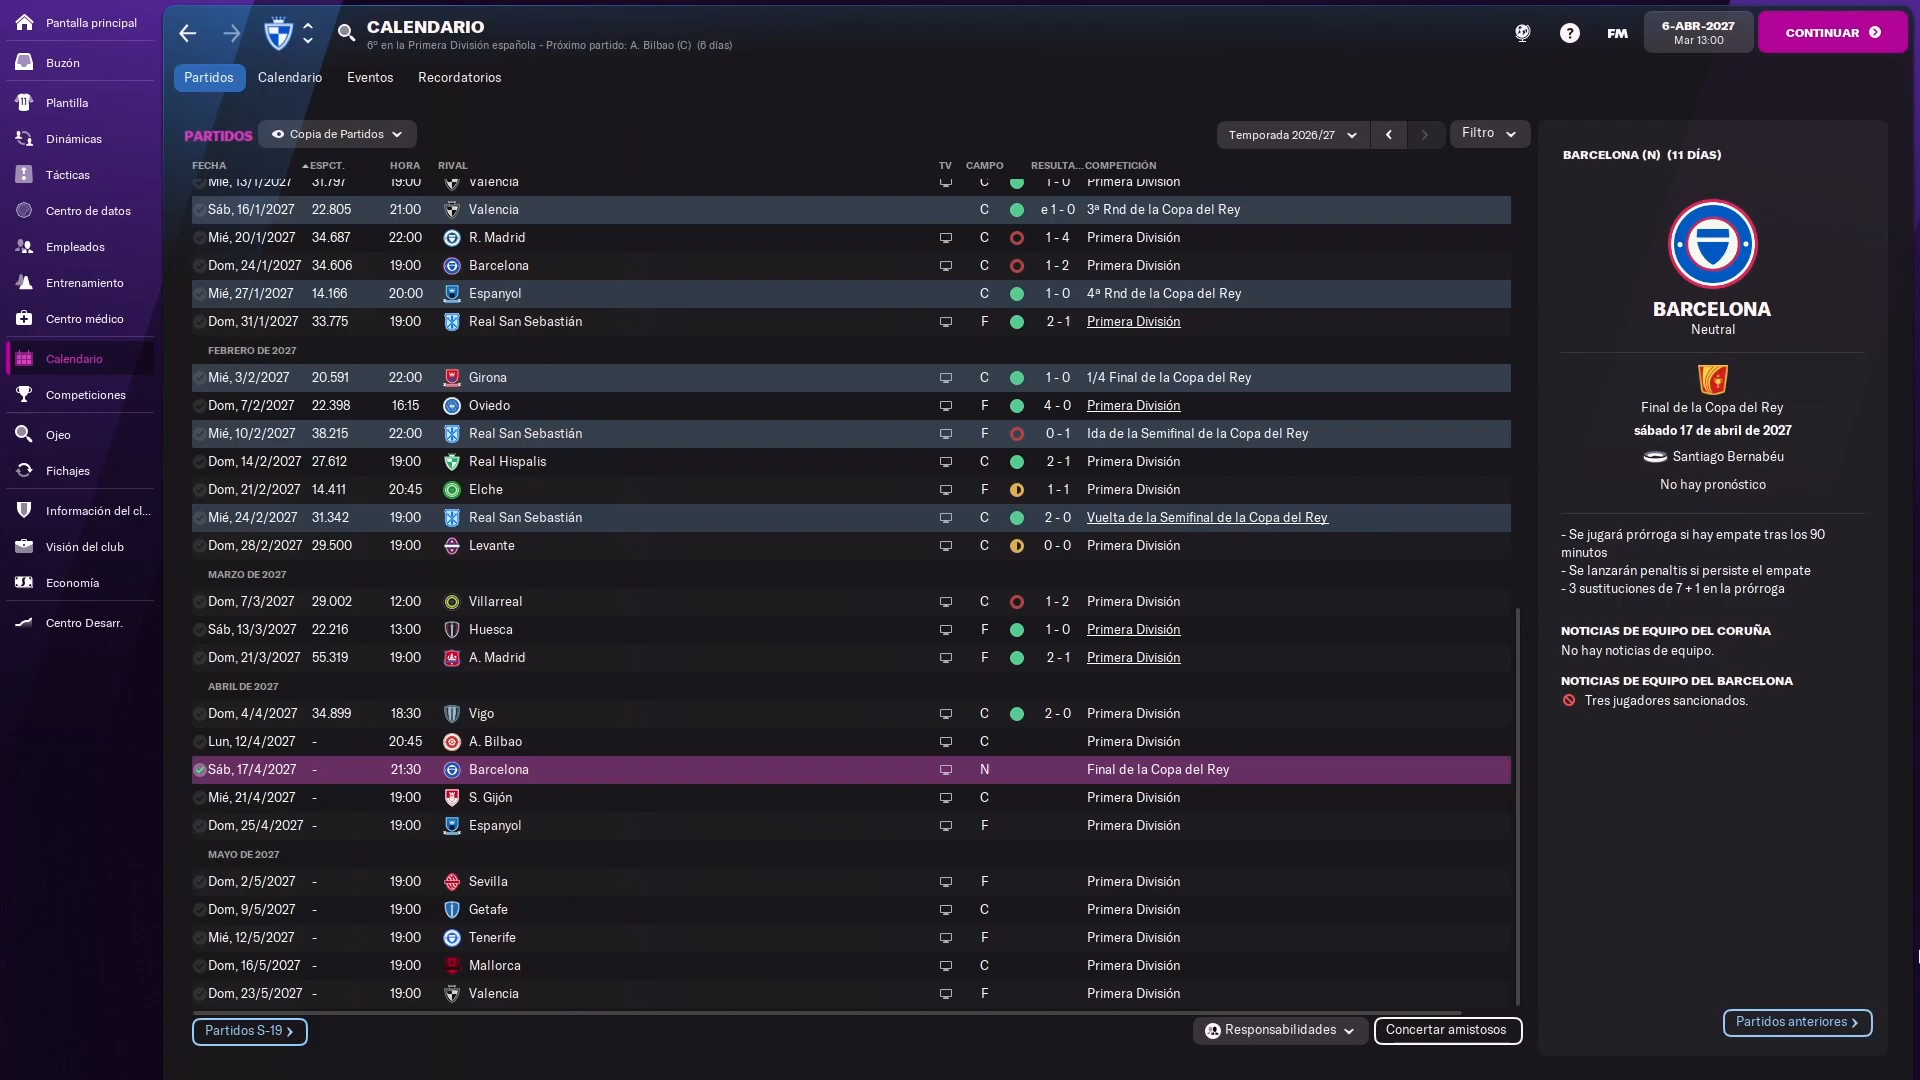 Pantalla principal
Buzón
Plantilla
Dinámicas
Tácticas
Centro de datos
Empleados
Entrenamiento
Centro médico
Calendario
Competiciones
Ojeo
Fichajes
Información del cl...
Visión del club
Economía
Centro Desarr.
CALENDARIO
6º en la Primera División española - Próximo partido: A. Bilbao (C) (6 días)
FM
6-ABR-2027
Mar 13:00
CONTINUAR
Partidos Calendario Eventos Recordatorios
PARTIDOS Copia de Partidos Temporada 2026/27 Filtro
FECHA ESPCT. HORA RIVAL TV CAMPO RESULTA... COMPETICIÓN
Mié, 13/1/2027 31.797 19:00 Valencia C 1 - 0 Primera División
Sáb, 16/1/2027 22.805 21:00 Valencia C e 1 - 0 3ª Rnd de la Copa del Rey
Mié, 20/1/2027 34.687 22:00 R. Madrid C 1 - 4 Primera División
Dom, 24/1/2027 34.606 19:00 Barcelona C 1 - 2 Primera División
Mié, 27/1/2027 14.166 20:00 Espanyol C 1 - 0 4ª Rnd de la Copa del Rey
Dom, 31/1/2027 33.775 19:00 Real San Sebastián F 2 - 1 Primera División
FEBRERO DE 2027
Mié, 3/2/2027 20.591 22:00 Girona C 1 - 0 1/4 Final de la Copa del Rey
Dom, 7/2/2027 22.398 16:15 Oviedo F 4 - 0 Primera División
Mié, 10/2/2027 38.215 22:00 Real San Sebastián F 0 - 1 Ida de la Semifinal de la Copa del Rey
Dom, 14/2/2027 27.612 19:00 Real Hispalis C 2 - 1 Primera División
Dom, 21/2/2027 14.411 20:45 Elche F 1 - 1 Primera División
Mié, 24/2/2027 31.342 19:00 Real San Sebastián C 2 - 0 Vuelta de la Semifinal de la Copa del Rey
Dom, 28/2/2027 29.500 19:00 Levante C 0 - 0 Primera División
MARZO DE 2027
Dom, 7/3/2027 29.002 12:00 Villarreal C 1 - 2 Primera División
Sáb, 13/3/2027 22.216 13:00 Huesca F 1 - 0 Primera División
Dom, 21/3/2027 55.319 19:00 A. Madrid F 2 - 1 Primera División
ABRIL DE 2027
Dom, 4/4/2027 34.899 18:30 Vigo C 2 - 0 Primera División
Lun, 12/4/2027 - 20:45 A. Bilbao C Primera División
Sáb, 17/4/2027 - 21:30 Barcelona N Final de la Copa del Rey
Mié, 21/4/2027 - 19:00 S. Gijón C Primera División
Dom, 25/4/2027 - 19:00 Espanyol F Primera División
MAYO DE 2027
Dom, 2/5/2027 - 19:00 Sevilla F Primera División
Dom, 9/5/2027 - 19:00 Getafe C Primera División
Mié, 12/5/2027 - 19:00 Tenerife F Primera División
Dom, 16/5/2027 - 19:00 Mallorca C Primera División
Dom, 23/5/2027 - 19:00 Valencia F Primera División
Partidos S-19 Responsabilidades Concertar amistosos
BARCELONA (N) (11 DÍAS)
BARCELONA
Neutral
Final de la Copa del Rey
sábado 17 de abril de 2027
Santiago Bernabéu
No hay pronóstico
- Se jugará prórroga si hay empate tras los 90
minutos
- Se lanzarán penaltis si persiste el empate
- 3 sustituciones de 7 + 1 en la prórroga
NOTICIAS DE EQUIPO DEL CORUÑA
No hay noticias de equipo.
NOTICIAS DE EQUIPO DEL BARCELONA
Tres jugadores sancionados.
Partidos anteriores